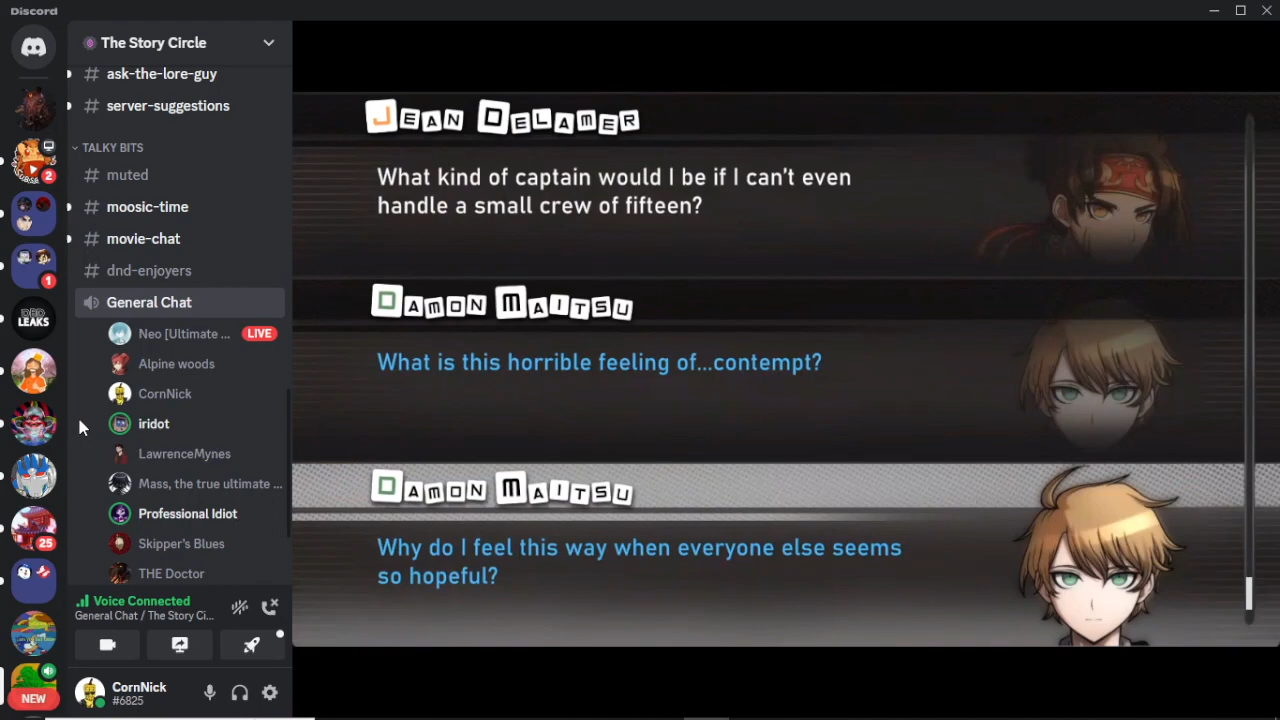 Discord
The Story Circle
# ask-the-lore-guy
# server-suggestions
TALKY BITS
# muted
# moosic-time
# movie-chat
# dnd-enjoyers
General Chat
Neo [Ultimate ... LIVE
Alpine woods
CornNick
iridot
LawrenceMynes
Mass, the true ultimate ...
Professional Idiot
Skipper's Blues
THE Doctor
Voice Connected
General Chat / The Story Ci...
CornNick
#6825
2
1
LEAKS
25
NEW
JEAN DELAMER
What kind of captain would I be if I can't even
handle a small crew of fifteen?
DAMON MAITSU
What is this horrible feeling of...contempt?
DAMON MAITSU
Why do I feel this way when everyone else seems
so hopeful?